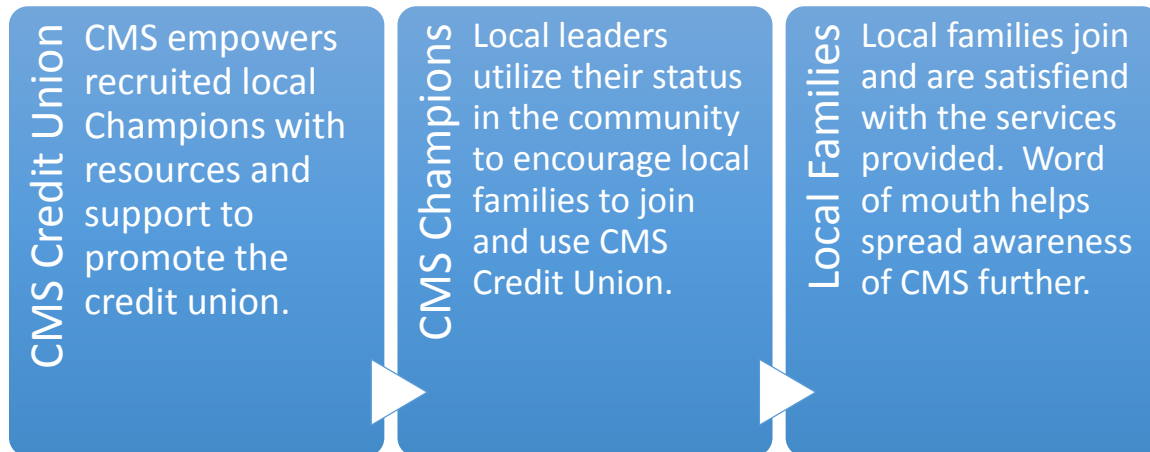 CMS Credit Union
CMS empowers
recruited local
Champions with
resources and
support to
promote the
credit union.
CMS Champions
Local leaders
utilize their status
in the community
to encourage local
families to join
and use CMS
Credit Union.
Local Families
Local families join
and are satisfiend
with the services
provided.  Word
of mouth helps
spread awareness
of CMS further.